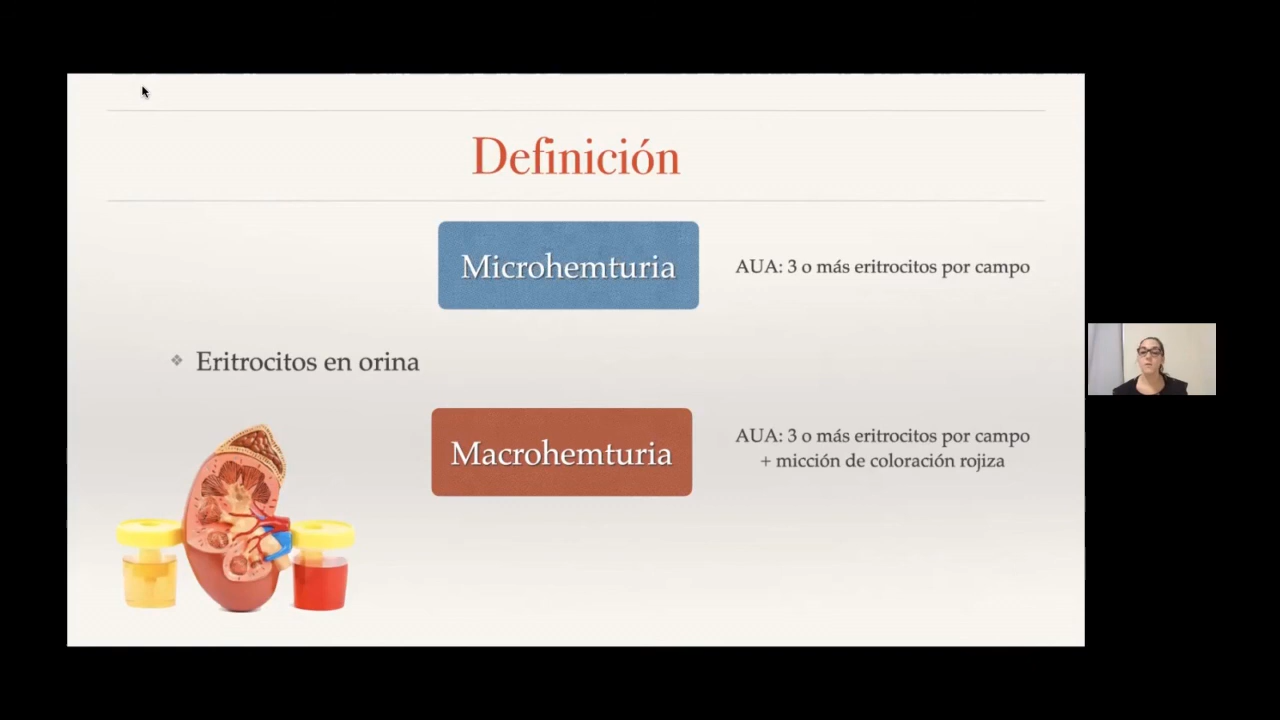 Definición
Microhemturia
AUA: 3 o más eritrocitos por campo
Eritrocitos en orina
Macrohemturia
AUA: 3 o más eritrocitos por campo
+ micción de coloración rojiza